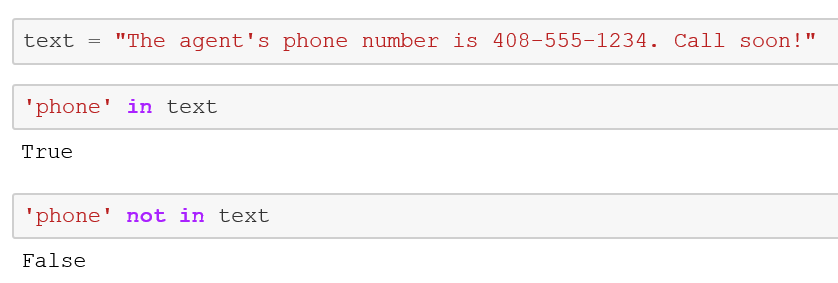 text = "The agent's phone number is 408-555-1234. Call soon!"
'phone' in text
True
'phone' not in text
False